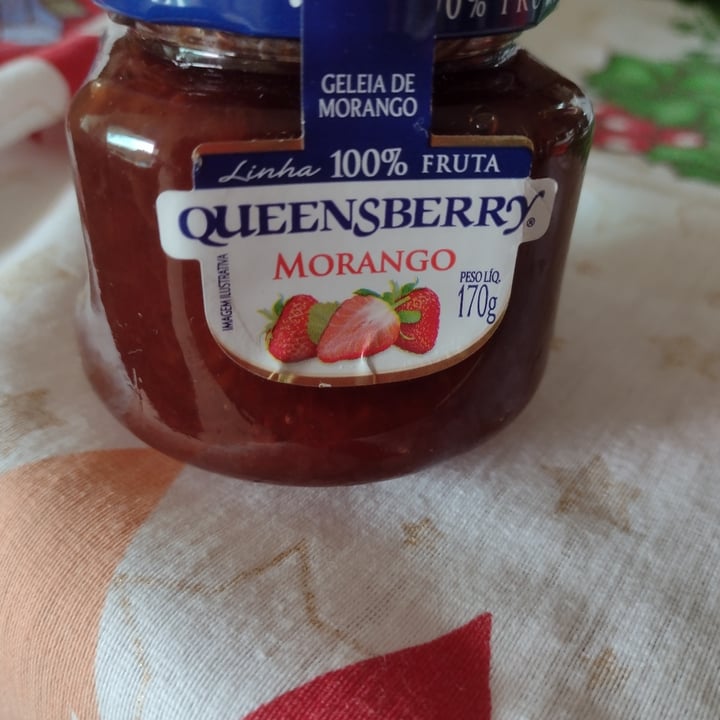 GELEIA DE
MORANGO
Linha 100% FRUTA
QUEENSBERRY®
MORANGO
PESO LÍQ.
170g
IMAGEM ILUSTRATIVA